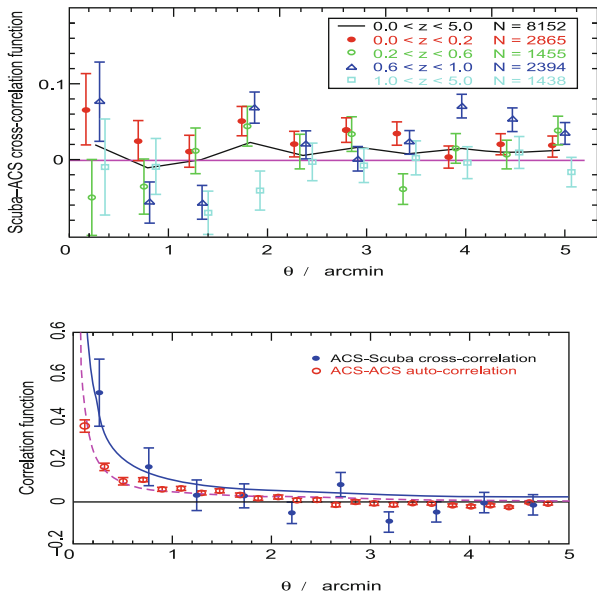 0.0 < z < 5.0 N = 8152
0.0 < z < 0.2 N = 2865
0.2 < z < 0.6 N = 1455
0.6 < z < 1.0 N = 2394
1.0 < z < 5.0 N = 1438
Scuba–ACS cross–correlation function
0.1
0
0 1 2 3 4 5
θ / arcmin
ACS-Scuba cross-correlation
ACS-ACS auto-correlation
Correlation function
0.6
0.4
0.2
0
−0.2
0 1 2 3 4 5
θ / arcmin